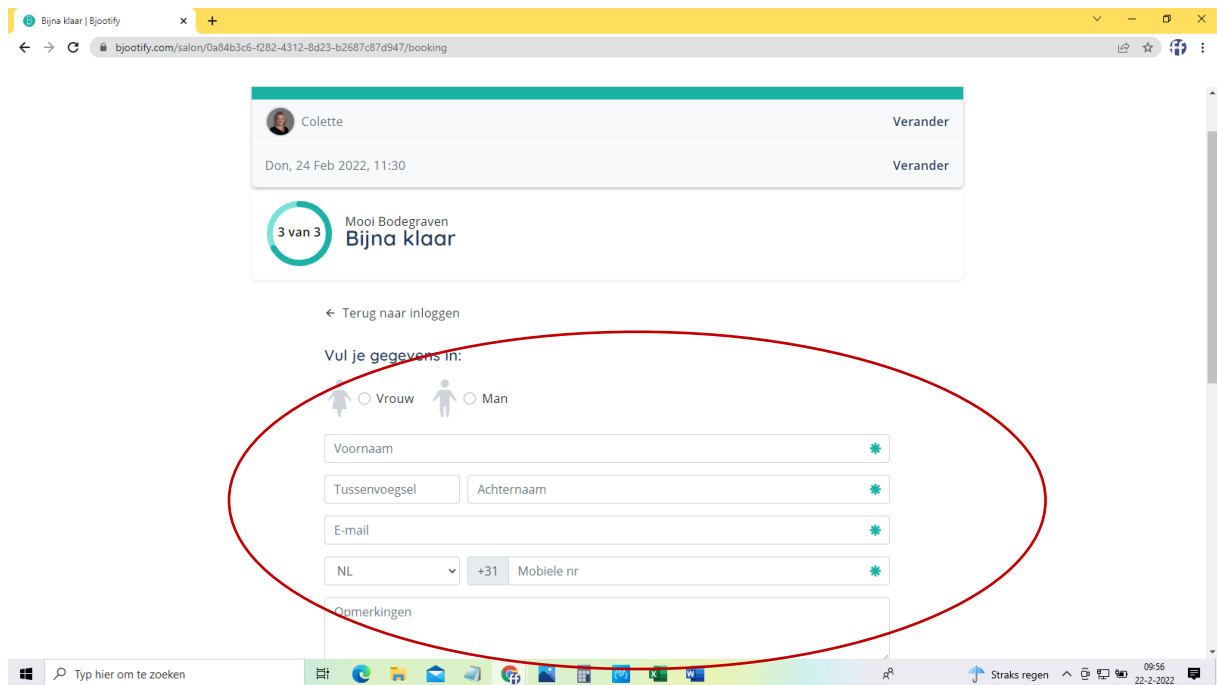 Bijna klaar | Bjootify
bjootify.com/salon/0a84b3c6-f282-4312-8d23-b2687c87d947/booking
Colette Verander
Don, 24 Feb 2022, 11:30 Verander
3 van 3
Mooi Bodegraven
Bijna klaar
← Terug naar inloggen
Vul je gegevens in:
Vrouw Man
Voornaam
Tussenvoegsel Achternaam
E-mail
NL +31 Mobiele nr
Opmerkingen
Typ hier om te zoeken Straks regen 09:56
22-2-2022